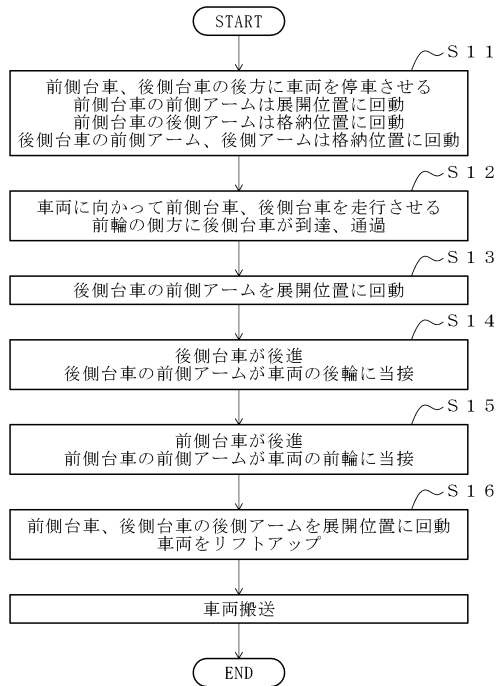 START
S11
前側台車、後側台車の後方に車両を停車させる
前側台車の前側アームは展開位置に回動
前側台車の後側アームは格納位置に回動
後側台車の前側アーム、後側アームは格納位置に回動
S12
車両に向かって前側台車、後側台車を走行させる
前輪の側方に後側台車が到達、通過
S13
後側台車の前側アームを展開位置に回動
S14
後側台車が後進
後側台車の前側アームが車両の後輪に当接
S15
前側台車が後進
前側台車の前側アームが車両の前輪に当接
S16
前側台車、後側台車の後側アームを展開位置に回動
車両をリフトアップ
車両搬送
END